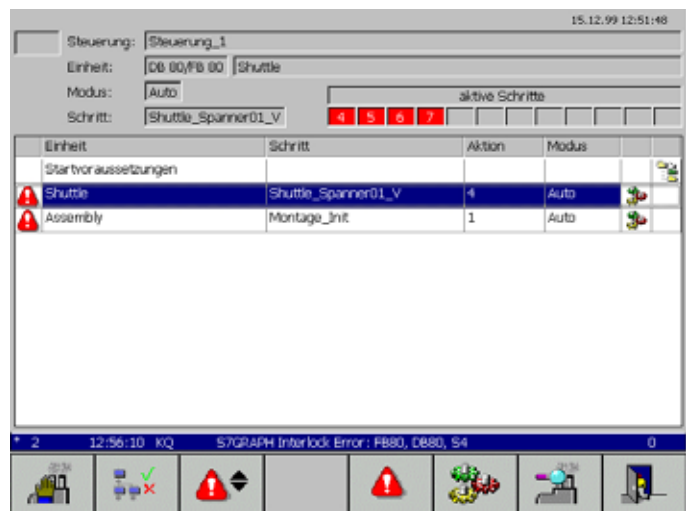 15.12.99 12:51:48
Steuerung: Steuerung_1
Einheit: DB 80/FB 80 Shuttle
Modus: Auto aktive Schritte
Schritt: Shuttle_Spanner01_V 4 5 6 7
Einheit Schritt Aktion Modus
Startvoraussetzungen
Shuttle Shuttle_Spanner01_V 4 Auto
Assembly Montage_Init 1 Auto
* 2 12:56:10 KQ S7GRAPH Interlock Error: FB80, DB80, S4 0